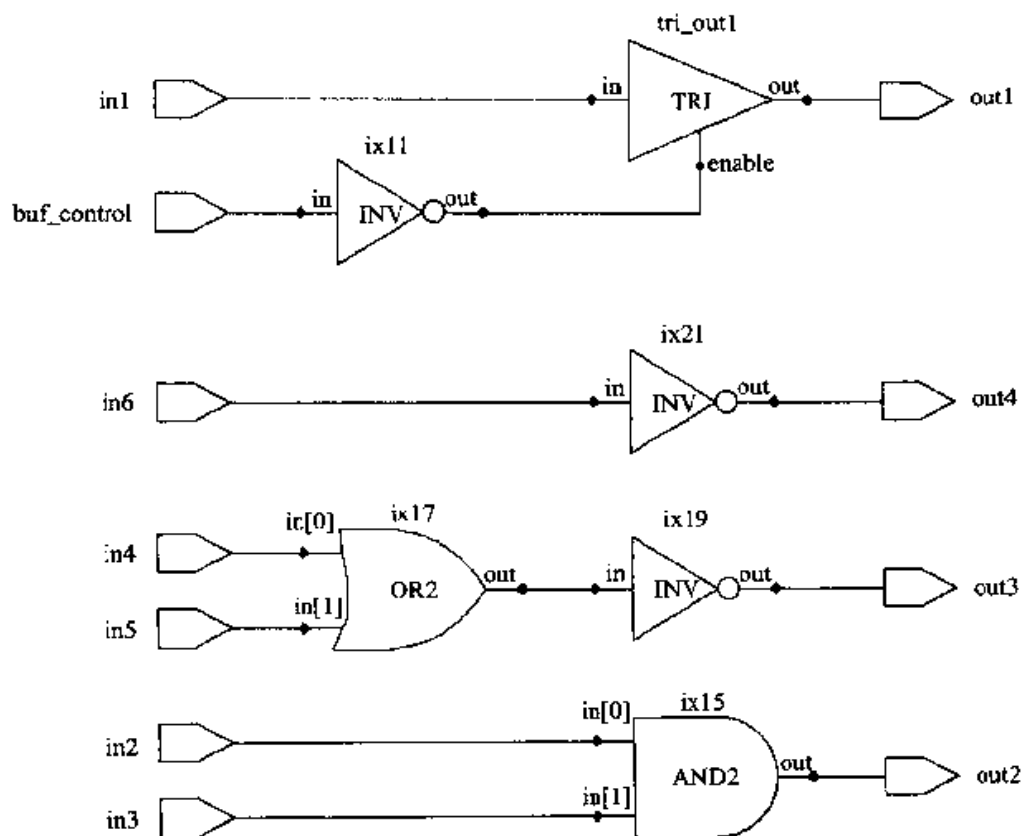 tri_out1
in1 in TRI out out1
ix11
enable
buf_control in INV out
ix21
in6 in INV out out4
ix17 ix19
in4 in[0]
OR2 out in INV out out3
in5 in[1]
ix15
in2 in[0]
AND2 out out2
in3 in[1]